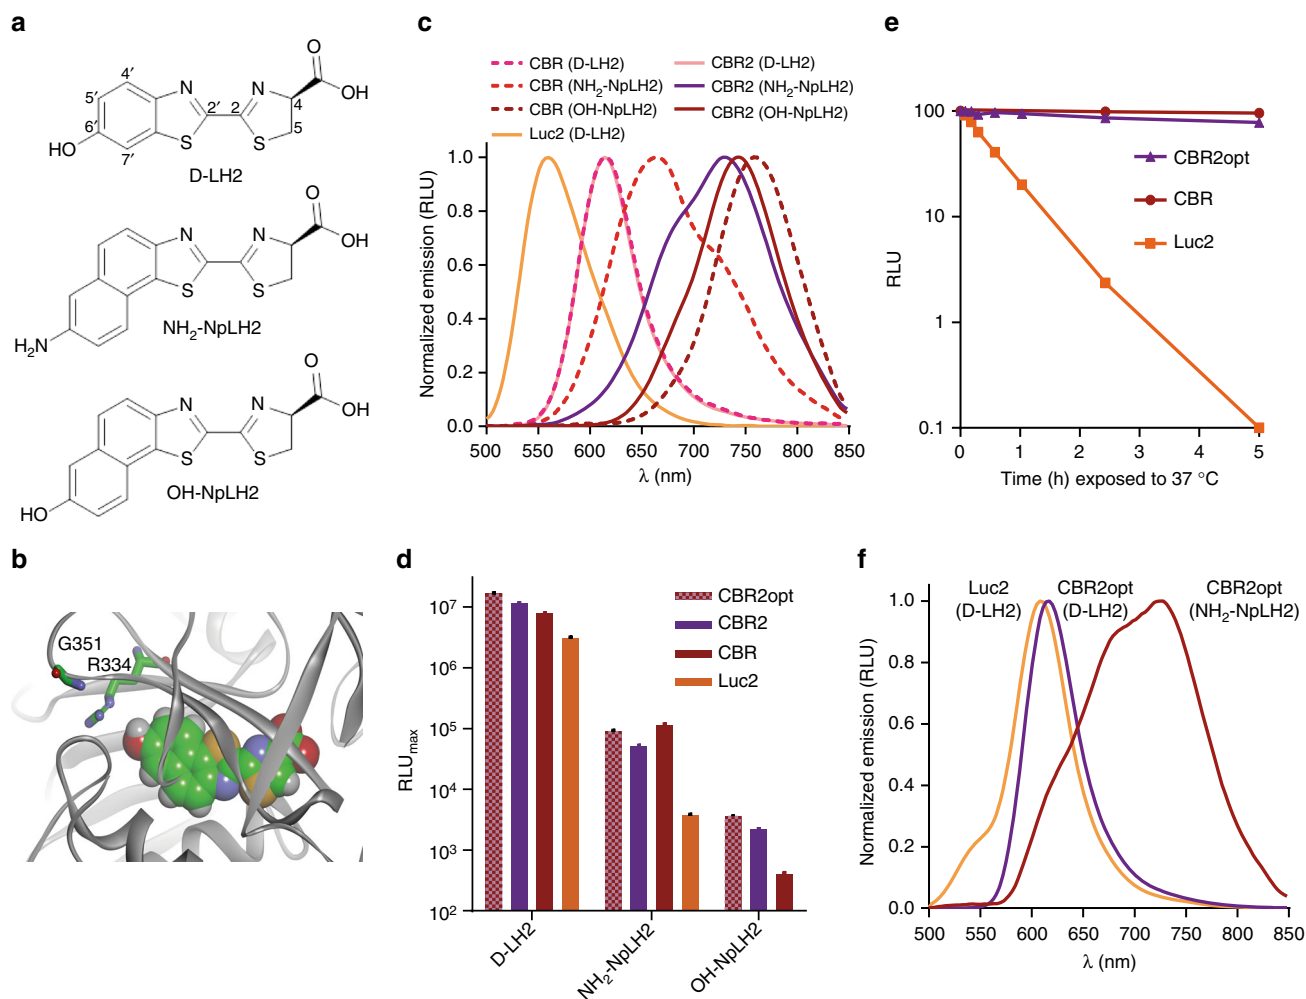 a
4′
5′
6′
7′
2′
2
4
5
N
N
S
S
O
OH
HO
D-LH2
N
N
S
S
O
OH
H₂N
NH₂-NpLH2
N
N
S
S
O
OH
HO
OH-NpLH2
b
G351
R334
c
CBR (D-LH2)
CBR (NH₂-NpLH2)
CBR (OH-NpLH2)
Luc2 (D-LH2)
CBR2 (D-LH2)
CBR2 (NH₂-NpLH2)
CBR2 (OH-NpLH2)
Normalized emission (RLU)
1.0
0.8
0.6
0.4
0.2
0.0
500 550 600 650 700 750 800 850
λ (nm)
d
CBR2opt
CBR2
CBR
Luc2
RLUmax
10⁷
10⁶
10⁵
10⁴
10³
10²
D-LH2
NH₂-NpLH2
OH-NpLH2
e
RLU
100
10
1
0.1
CBR2opt
CBR
Luc2
0 1 2 3 4 5
Time (h) exposed to 37 °C
f
Luc2
(D-LH2)
CBR2opt
(D-LH2)
CBR2opt
(NH₂-NpLH2)
Normalized emission (RLU)
1.0
0.8
0.6
0.4
0.2
0.0
500 550 600 650 700 750 800 850
λ (nm)